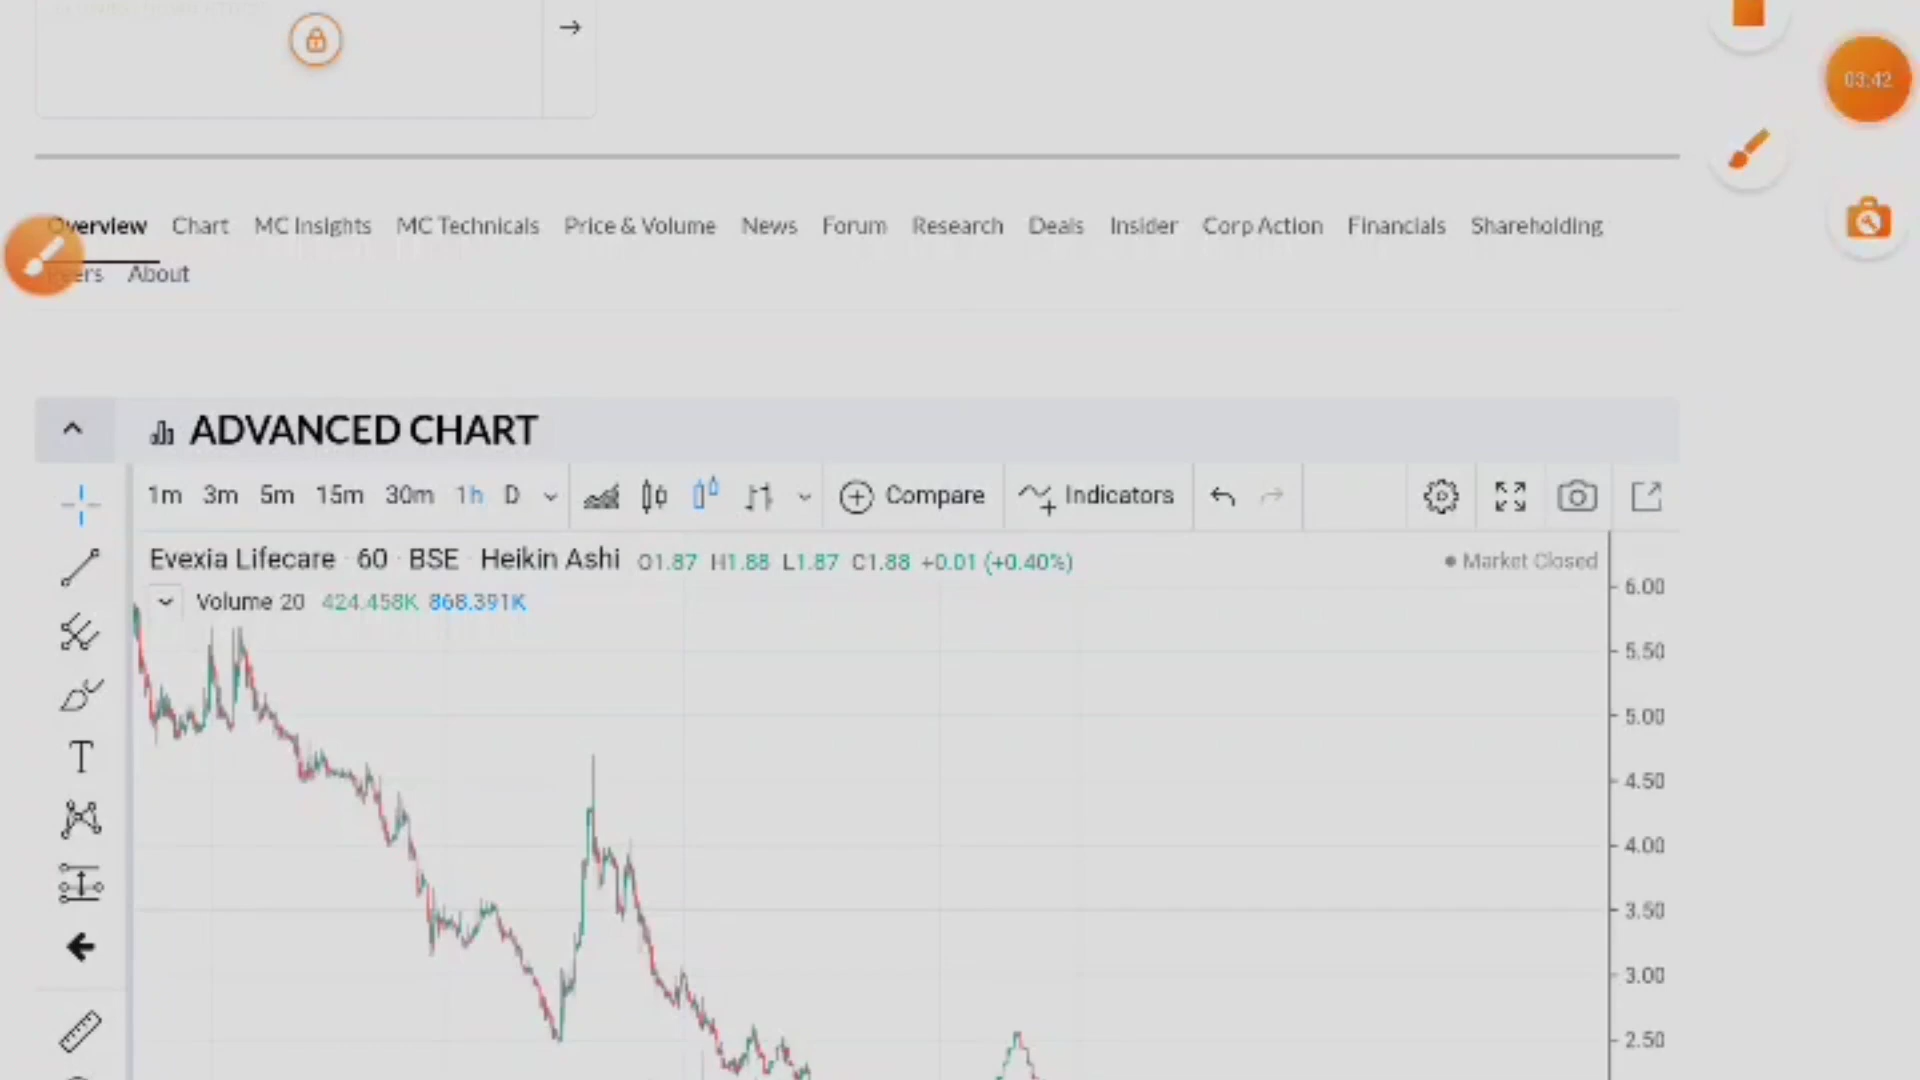 03:42
Overview Chart MC Insights MC Technicals Price & Volume News Forum Research Deals Insider Corp Action Financials Shareholding
Peers About
ADVANCED CHART
1m 3m 5m 15m 30m 1h D Compare Indicators
Evexia Lifecare · 60 · BSE · Heikin Ashi O1.87 H1.88 L1.87 C1.88 +0.01 (+0.40%) Market Closed
Volume 20 424.458K 868.391K
6.00
5.50
5.00
4.50
4.00
3.50
3.00
2.50